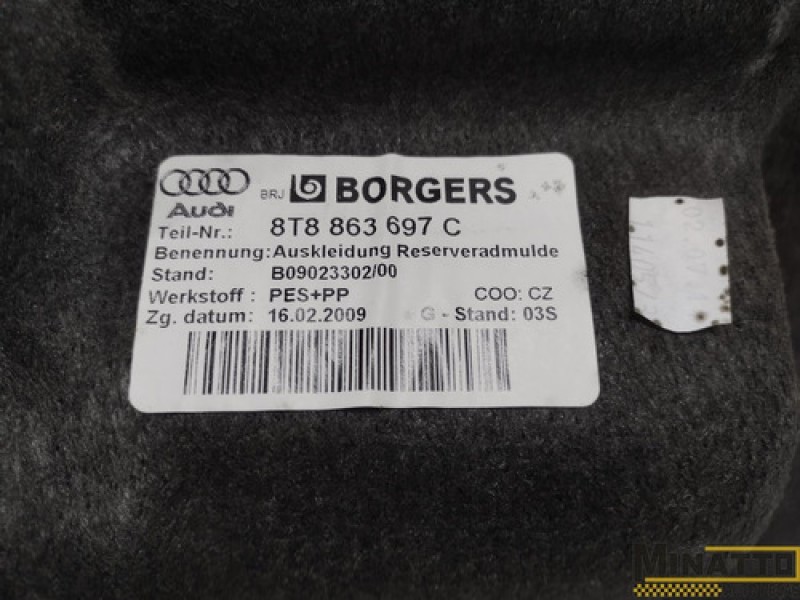 Audi
BRJ BORGERS
Teil-Nr.: 8T8 863 697 C
Benennung: Auskleidung Reserveradmulde
Stand: B09023302/00
Werkstoff : PES+PP COO: CZ
Zg. datum: 16.02.2009 G - Stand: 03S
MINATTO